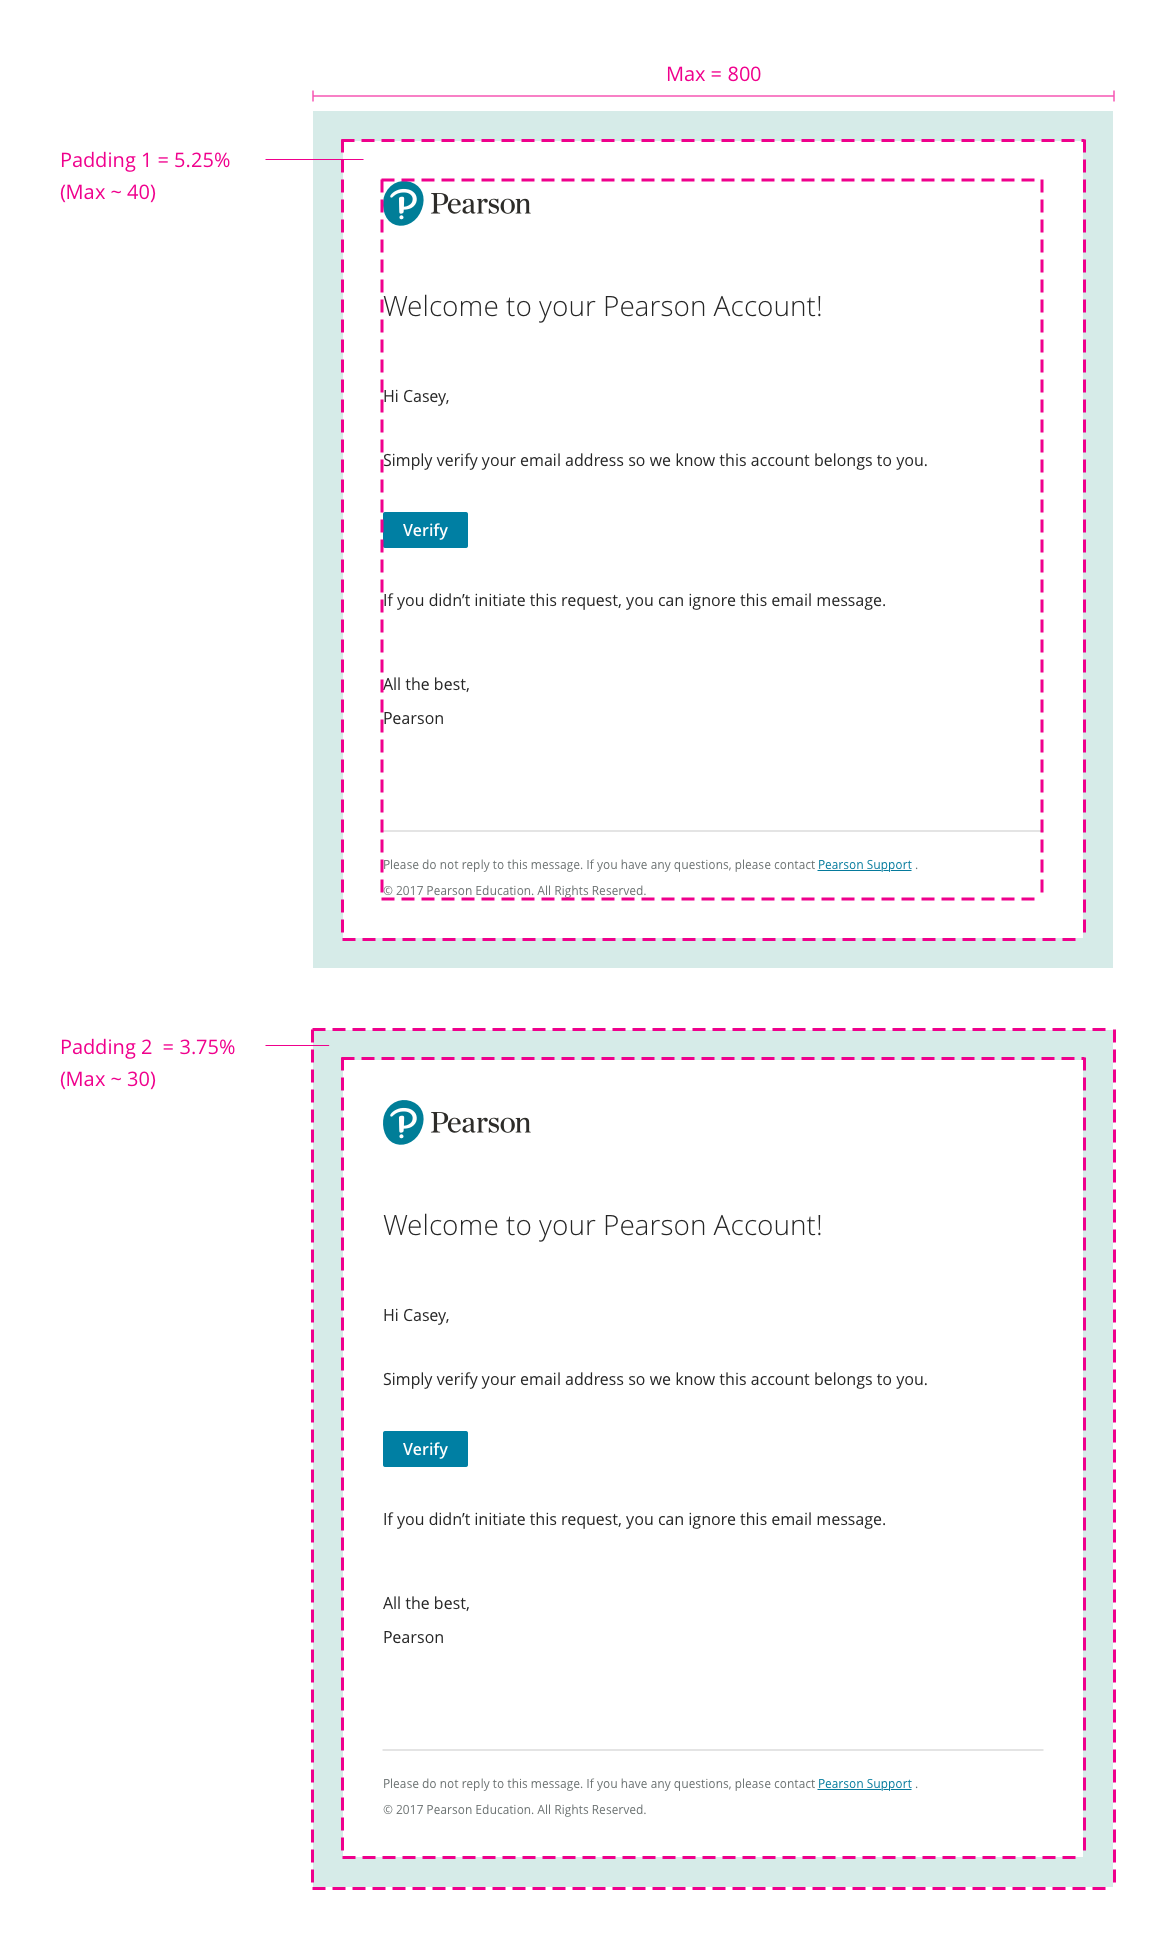 Max = 800
Padding 1 = 5.25%
(Max ~ 40)
Pearson
Welcome to your Pearson Account!
Hi Casey,
Simply verify your email address so we know this account belongs to you.
Verify
If you didn’t initiate this request, you can ignore this email message.
All the best,
Pearson
Please do not reply to this message. If you have any questions, please contact Pearson Support .
© 2017 Pearson Education. All Rights Reserved.
Padding 2  = 3.75%
(Max ~ 30)
Pearson
Welcome to your Pearson Account!
Hi Casey,
Simply verify your email address so we know this account belongs to you.
Verify
If you didn’t initiate this request, you can ignore this email message.
All the best,
Pearson
Please do not reply to this message. If you have any questions, please contact Pearson Support .
© 2017 Pearson Education. All Rights Reserved.